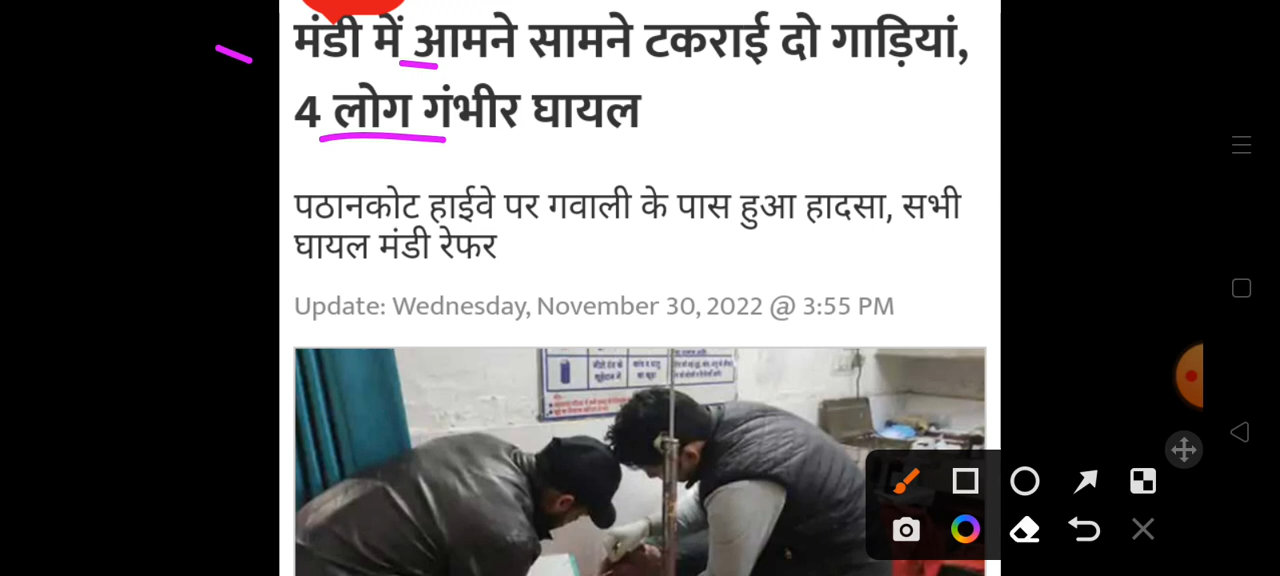 मंडी में आमने सामने टकराई दो गाड़ियां,
4 लोग गंभीर घायल
पठानकोट हाईवे पर गवाली के पास हुआ हादसा, सभी
घायल मंडी रेफर
Update: Wednesday, November 30, 2022 @ 3:55 PM